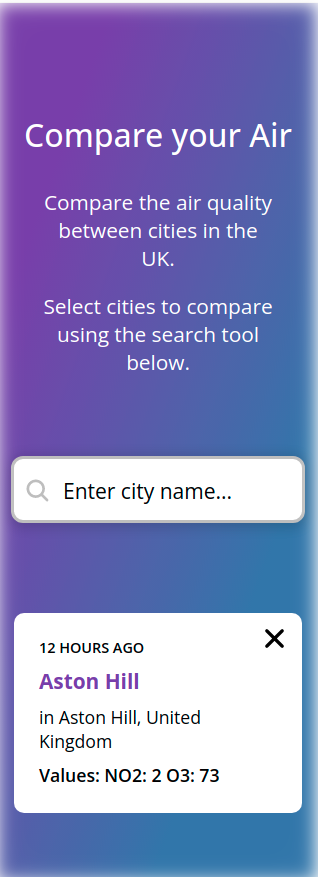 Compare your Air
Compare the air quality
between cities in the
UK.
Select cities to compare
using the search tool
below.
Enter city name...
12 HOURS AGO
Aston Hill
in Aston Hill, United
Kingdom
Values: NO2: 2 O3: 73